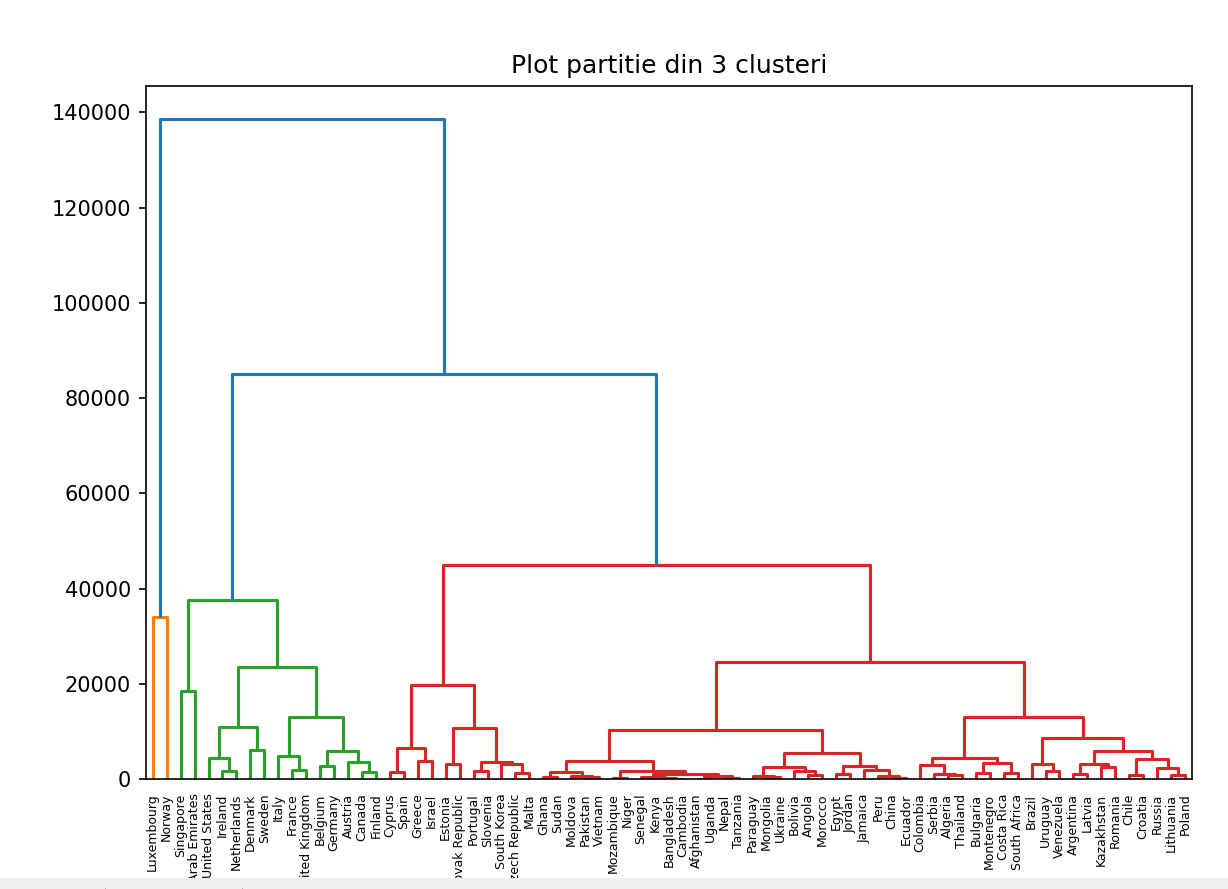 Plot partitie din 3 clusteri
140000
120000
100000
80000
60000
40000
20000
0
Luxembourg
Norway
Singapore
Arab Emirates
United States
Ireland
Netherlands
Denmark
Sweden
Italy
France
ited Kingdom
Belgium
Germany
Austria
Canada
Finland
Cyprus
Spain
Greece
Israel
Estonia
ovak Republic
Portugal
Slovenia
South Korea
zech Republic
Malta
Ghana
Sudan
Moldova
Pakistan
Vietnam
Mozambique
Niger
Senegal
Kenya
Bangladesh
Cambodia
Afghanistan
Uganda
Nepal
Tanzania
Paraguay
Mongolia
Ukraine
Bolivia
Angola
Morocco
Egypt
Jordan
Jamaica
Peru
China
Ecuador
Colombia
Serbia
Algeria
Thailand
Bulgaria
Montenegro
Costa Rica
South Africa
Brazil
Uruguay
Venezuela
Argentina
Latvia
Kazakhstan
Romania
Chile
Croatia
Russia
Lithuania
Poland